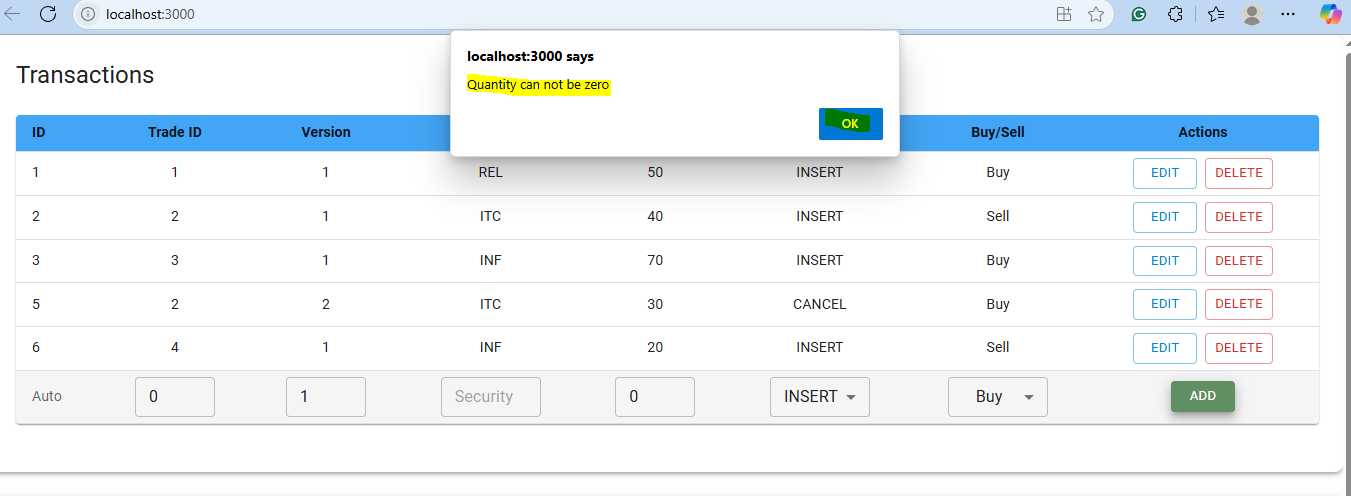 localhost:3000
localhost:3000 says
Quantity can not be zero
OK
Transactions
ID Trade ID Version Buy/Sell Actions
1 1 1 REL 50 INSERT Buy EDIT DELETE
2 2 1 ITC 40 INSERT Sell EDIT DELETE
3 3 1 INF 70 INSERT Buy EDIT DELETE
5 2 2 ITC 30 CANCEL Buy EDIT DELETE
6 4 1 INF 20 INSERT Sell EDIT DELETE
Auto 0 1 Security 0 INSERT Buy ADD